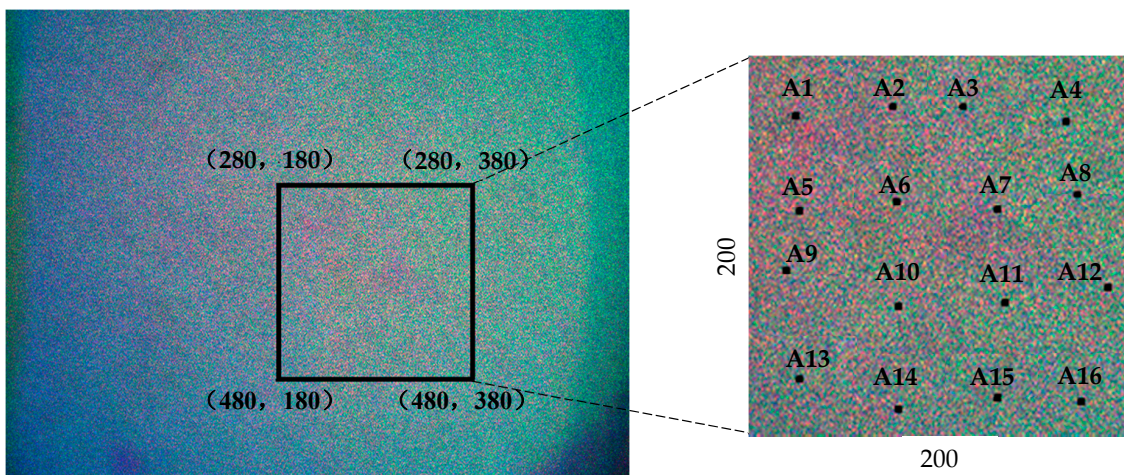 （280，180） （280，380）
（480，180） （480，380）
A1 A2 A3 A4
A5 A6 A7 A8
A9 A10 A11 A12
A13 A14 A15 A16
200
200